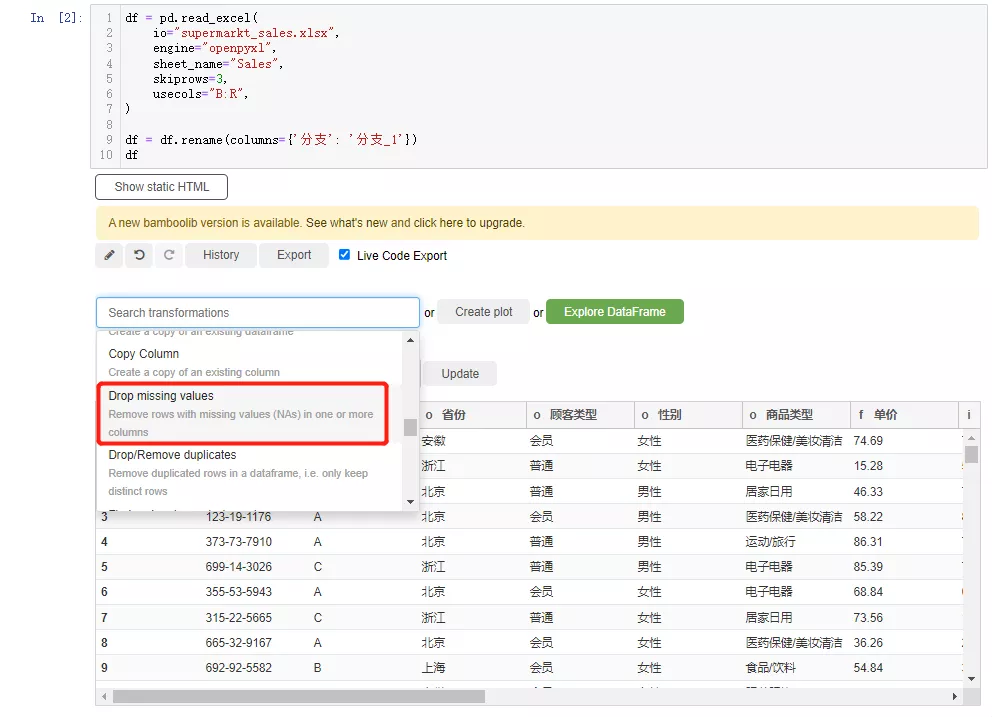 In [2]:
1 df = pd.read_excel(
2 io="supermarkt_sales.xlsx",
3 engine="openpyxl",
4 sheet_name="Sales",
5 skiprows=3,
6 usecols="B:R",
7 )
8
9 df = df.rename(columns={'分支': '分支_1'})
10 df
Show static HTML
A new bamboolib version is available. See what's new and click here to upgrade.
History Export Live Code Export
Search transformations or Create plot or Explore DataFrame
Create a copy of an existing dataframe
Copy Column
Create a copy of an existing column
Update
Drop missing values
Remove rows with missing values (NAs) in one or more
columns
Drop/Remove duplicates
Remove duplicated rows in a dataframe, i.e. only keep
distinct rows
o 省份 o 顾客类型 o 性别 o 商品类型 f 单价 i
安徽 会员 女性 医药保健/美妆清洁 74.69
浙江 普通 女性 电子电器 15.28
北京 普通 男性 居家日用 46.33
3 123-19-1176 A 北京 会员 男性 医药保健/美妆清洁 58.22
4 373-73-7910 A 北京 普通 男性 运动/旅行 86.31
5 699-14-3026 C 浙江 普通 男性 电子电器 85.39
6 355-53-5943 A 北京 会员 女性 电子电器 68.84
7 315-22-5665 C 浙江 普通 女性 居家日用 73.56
8 665-32-9167 A 北京 会员 女性 医药保健/美妆清洁 36.26
9 692-92-5582 B 上海 会员 女性 食品/饮料 54.84